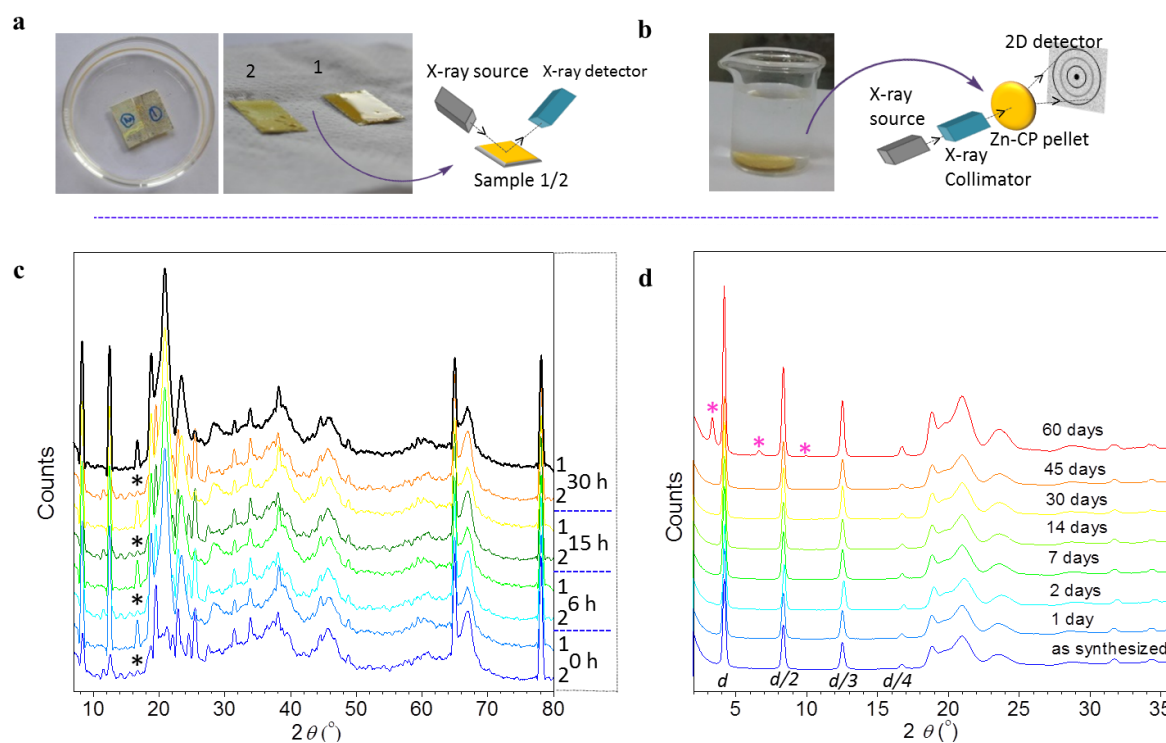 a
2
1
X-ray source
X-ray detector
Sample 1/2
b
2D detector
X-ray
source
Zn-CP pellet
X-ray
Collimator
c
Counts
1
30 h
2
*
1
15 h
2
*
1
6 h
2
*
1
0 h
2
*
10 20 30 40 50 60 70 80
2 θ (°)
d
Counts
* * *
60 days
45 days
30 days
14 days
7 days
2 days
1 day
as synthesized
d d/2 d/3 d/4
5 10 15 20 25 30 35
2 θ (°)